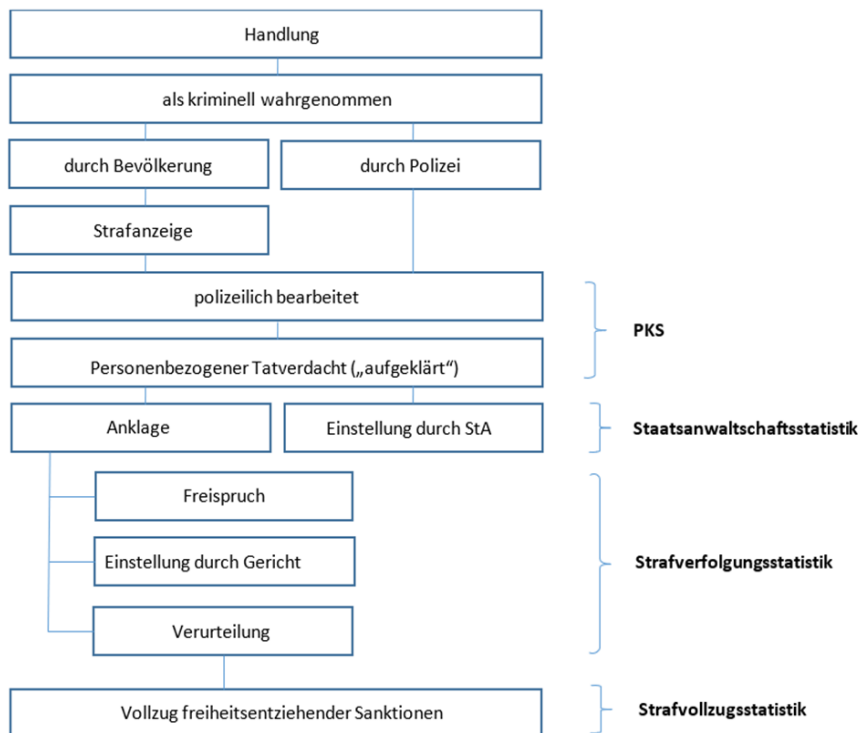 Handlung
als kriminell wahrgenommen
durch Bevölkerung
durch Polizei
Strafanzeige
polizeilich bearbeitet
PKS
Personenbezogener Tatverdacht („aufgeklärt“)
Anklage
Einstellung durch StA
Staatsanwaltschaftsstatistik
Freispruch
Einstellung durch Gericht
Strafverfolgungsstatistik
Verurteilung
Vollzug freiheitsentziehender Sanktionen
Strafvollzugsstatistik